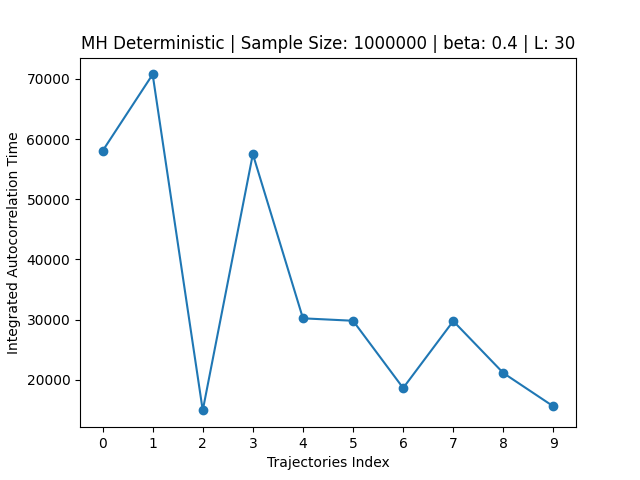 MH Deterministic | Sample Size: 1000000 | beta: 0.4 | L: 30
Integrated Autocorrelation Time
70000
60000
50000
40000
30000
20000
0 1 2 3 4 5 6 7 8 9
Trajectories Index